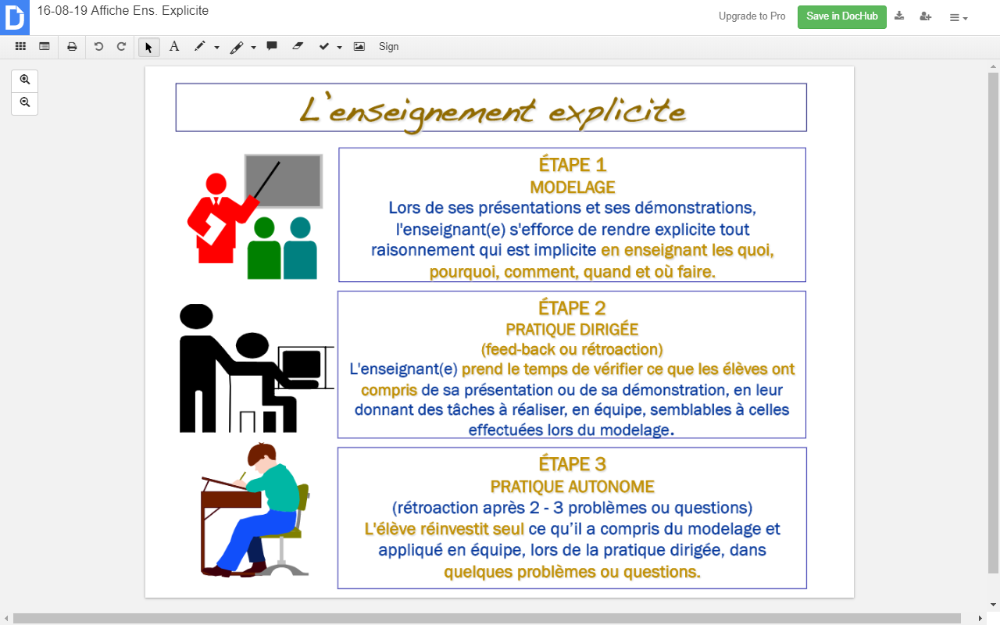 16-08-19 Affiche Ens. Explicite
Upgrade to Pro
Save in DocHub
A
Sign
L'enseignement explicite
ÉTAPE 1
MODELAGE
Lors de ses présentations et ses démonstrations,
l'enseignant(e) s'efforce de rendre explicite tout
raisonnement qui est implicite en enseignant les quoi,
pourquoi, comment, quand et où faire.
ÉTAPE 2
PRATIQUE DIRIGÉE
(feed-back ou rétroaction)
L'enseignant(e) prend le temps de vérifier ce que les élèves ont
compris de sa présentation ou de sa démonstration, en leur
donnant des tâches à réaliser, en équipe, semblables à celles
effectuées lors du modelage.
ÉTAPE 3
PRATIQUE AUTONOME
(rétroaction après 2 - 3 problèmes ou questions)
L'élève réinvestit seul ce qu’il a compris du modelage et
appliqué en équipe, lors de la pratique dirigée, dans
quelques problèmes ou questions.